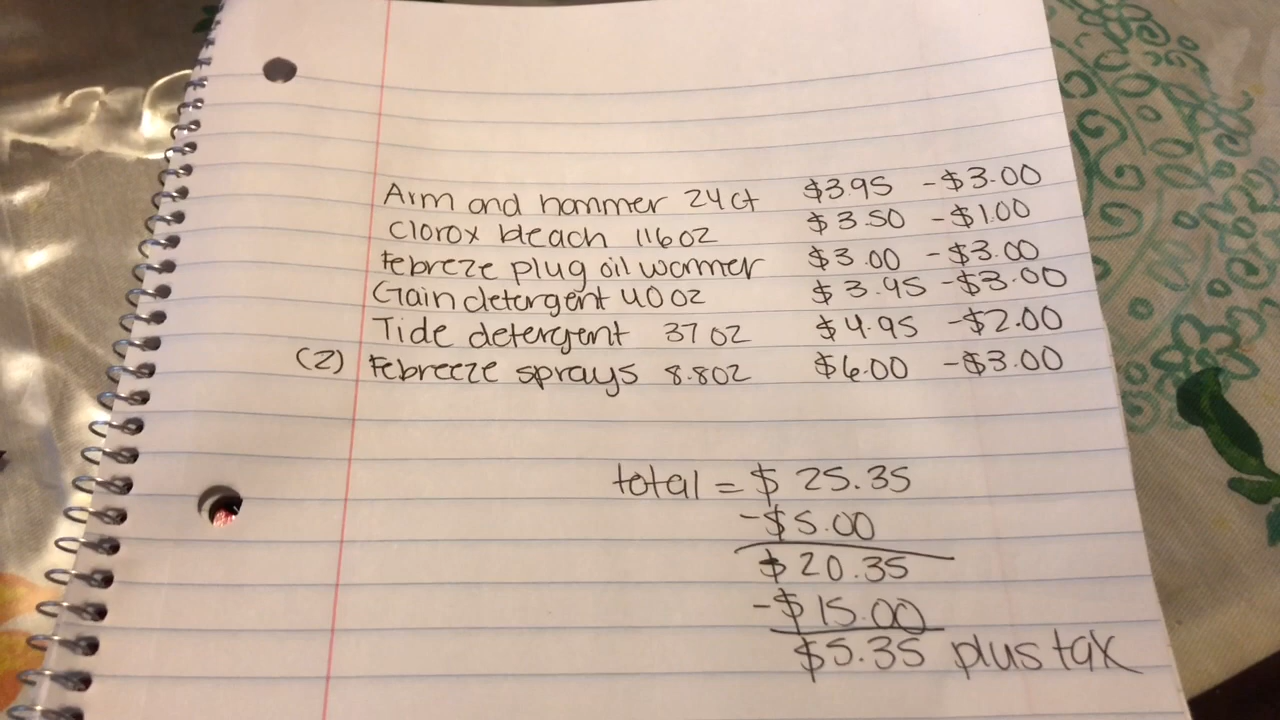 Arm and hammer 24ct $3.95 -$3.00
Clorox bleach 116oz $3.50 -$1.00
Febreze plug oil warmer $3.00 -$3.00
Gain detergent 40oz $3.95 -$3.00
Tide detergent 37oz $4.95 -$2.00
(2) Febreeze sprays 8.8oz $6.00 -$3.00
total = $25.35
-$5.00
$20.35
-$15.00
$5.35 plus tax